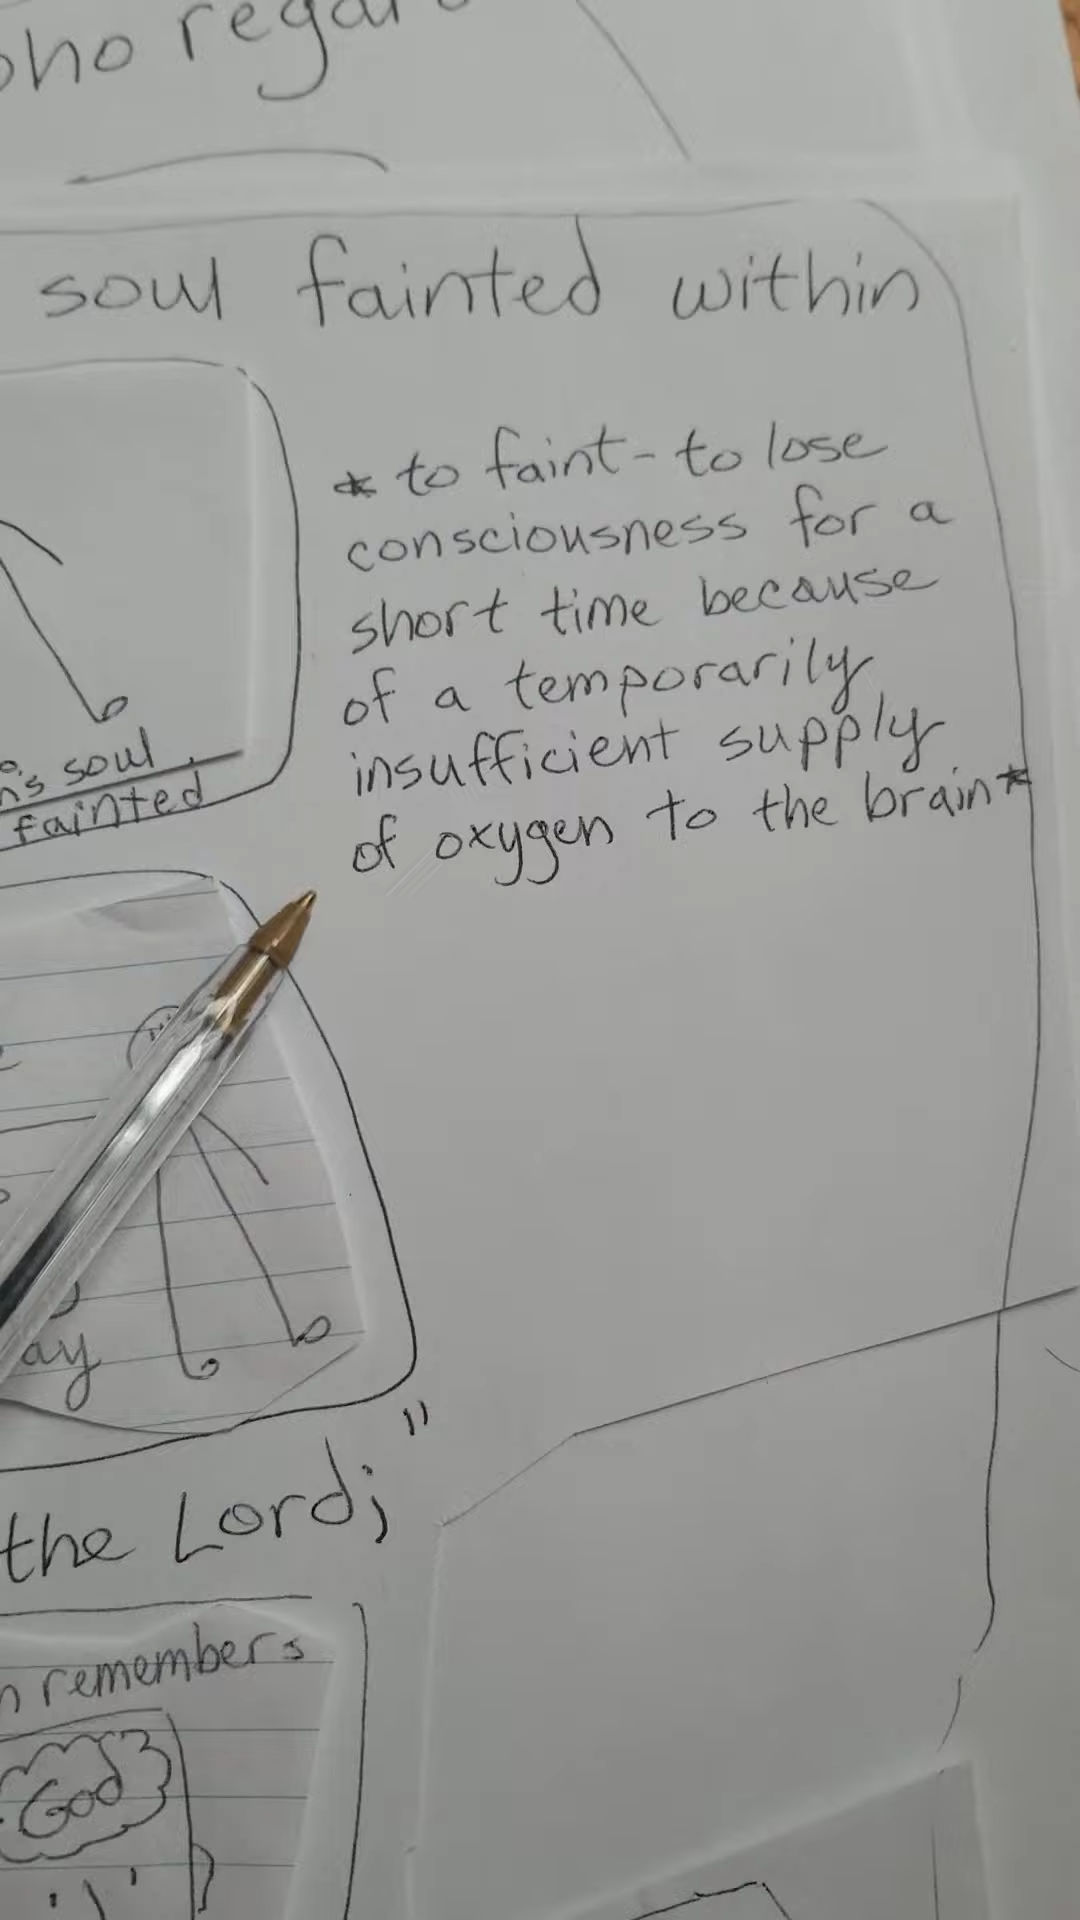 soul fainted within
* to faint - to lose
consciousness for a
short time because
of a temporarily
insufficient supply
of oxygen to the brain*
soul
fainted
the Lord;"
remembers
God